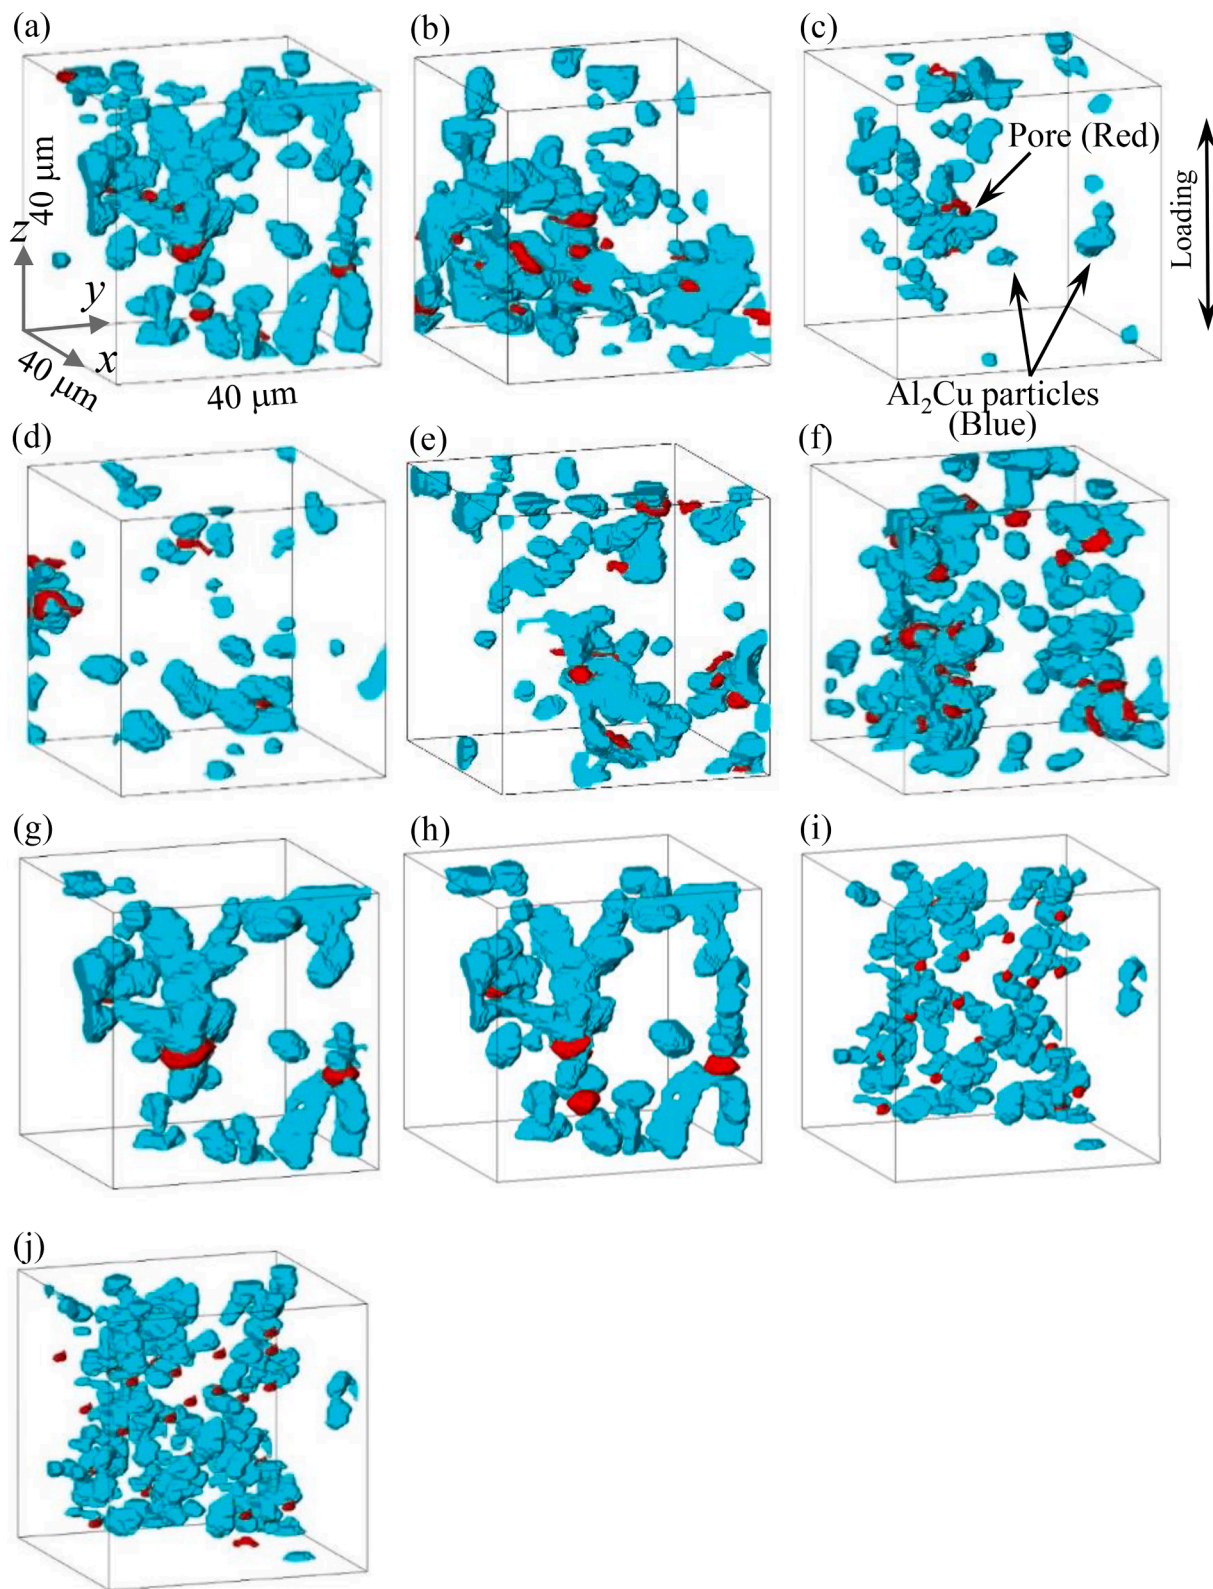 (a)
(b)
(c)
40 μm
z
y
x
40 μm
40 μm
Pore (Red)
Loading
Al₂Cu particles
(Blue)
(d)
(e)
(f)
(g)
(h)
(i)
(j)